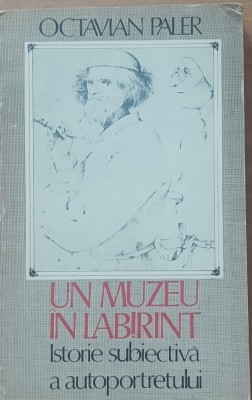 OCTAVIAN PALER
UN MUZEU
ÎN LABIRINT
Istorie subiectivă
a autoportretului